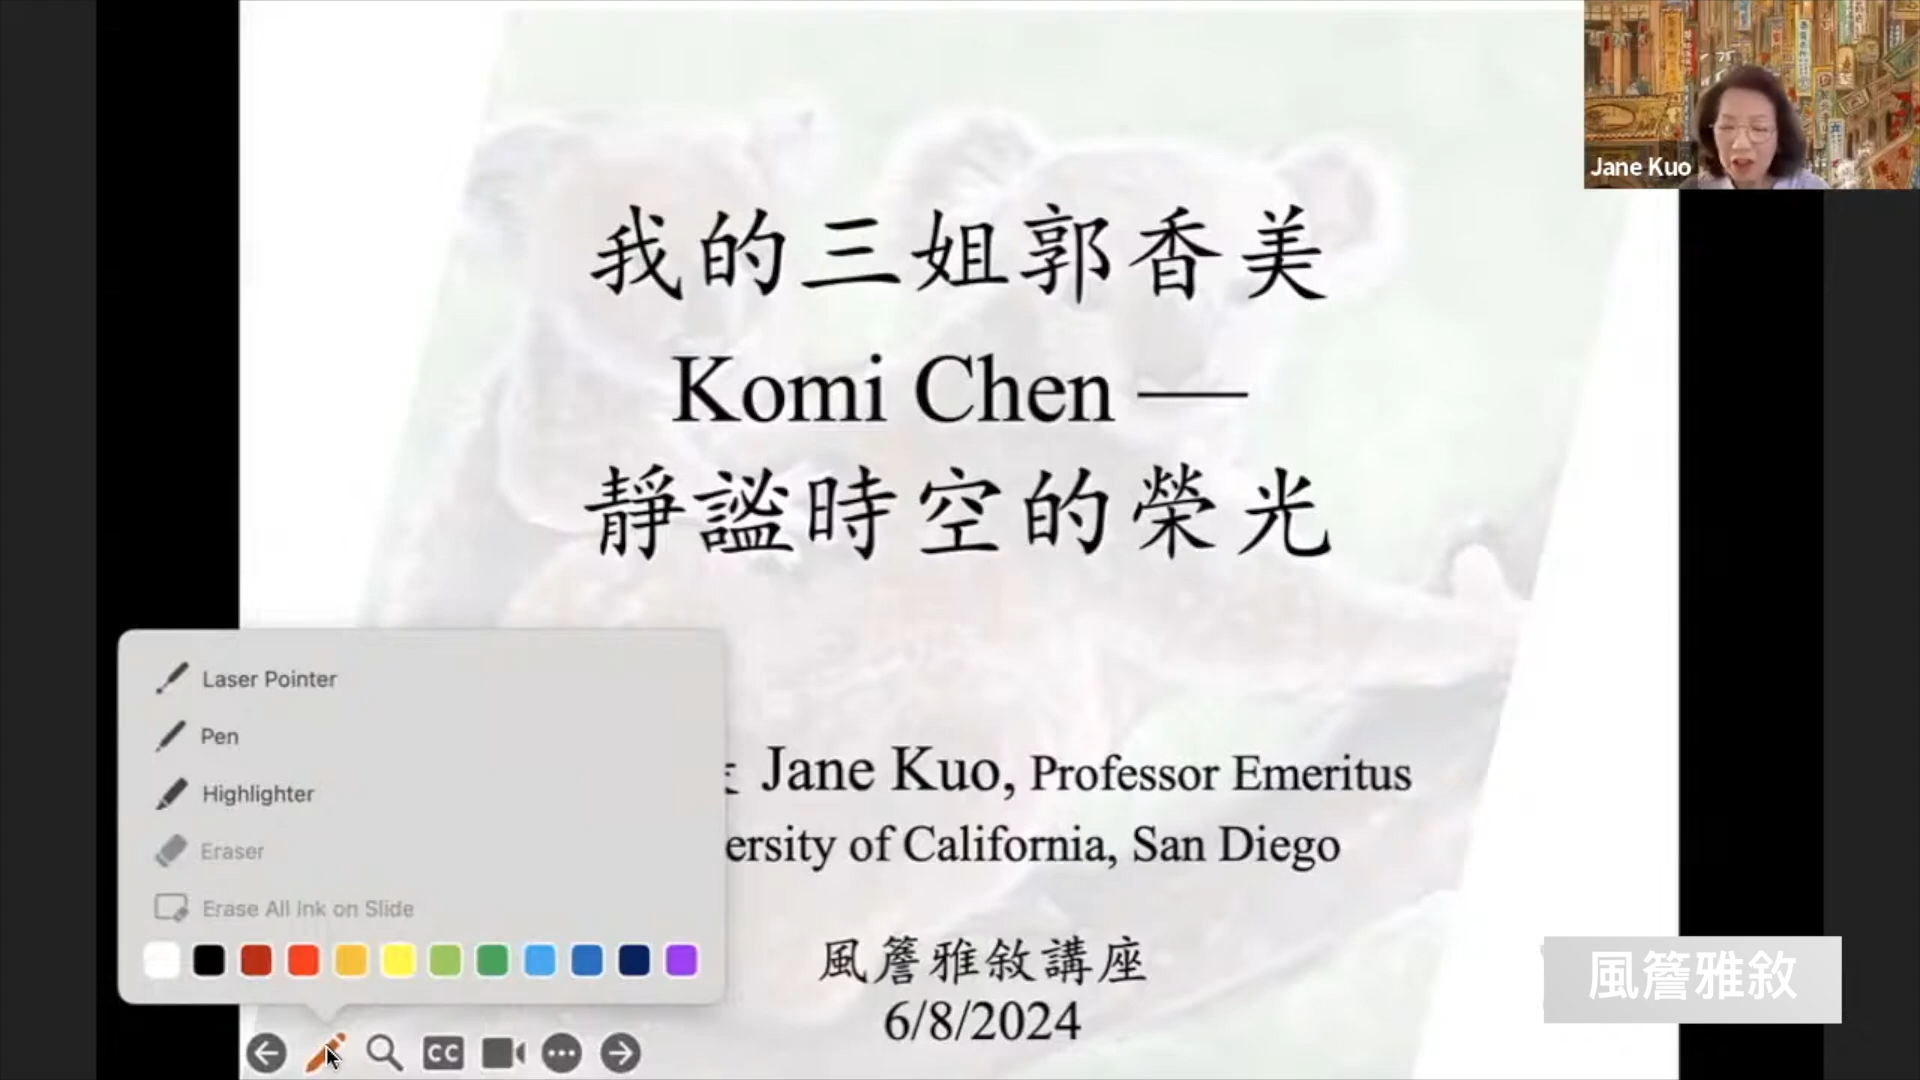 Jane Kuo
我的三姐郭香美
Komi Chen —
靜謐時空的榮光
Laser Pointer
Pen
Highlighter
Eraser
Erase All Ink on Slide
Jane Kuo, Professor Emeritus
ersity of California, San Diego
風簷雅敘講座
6/8/2024
風簷雅敘
CC